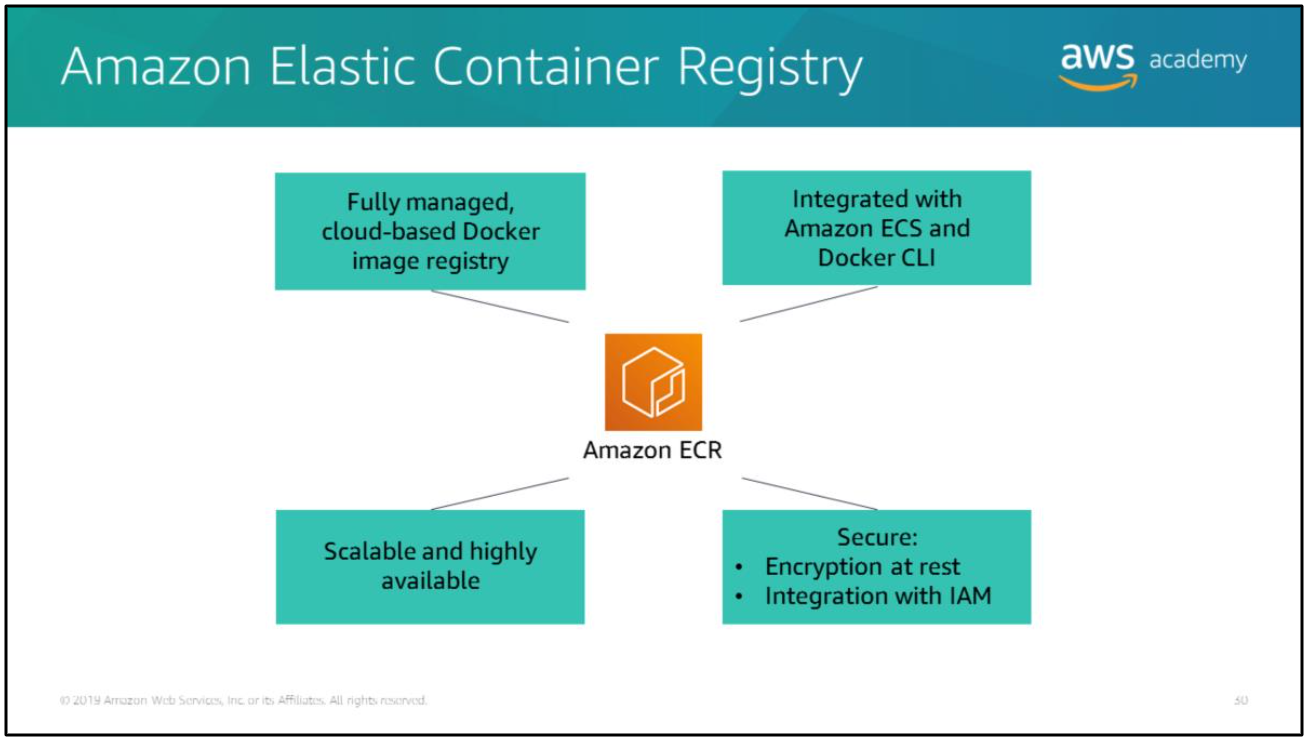 Amazon Elastic Container Registry
aws academy
Fully managed,
cloud-based Docker
image registry
Integrated with
Amazon ECS and
Docker CLI
Amazon ECR
Scalable and highly
available
Secure:
• Encryption at rest
• Integration with IAM
© 2019 Amazon Web Services, Inc. or its Affiliates. All rights reserved.
30